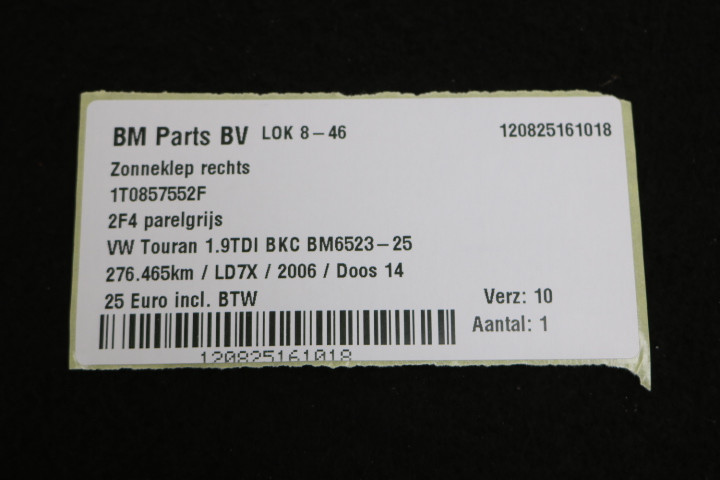 BM Parts BV LOK 8-46 120825161018
Zonneklep rechts
1T0857552F
2F4 parelgrijs
VW Touran 1.9TDI BKC BM6523-25
276.465km / LD7X / 2006 / Doos 14
25 Euro incl. BTW Verz: 10
Aantal: 1
120825161018